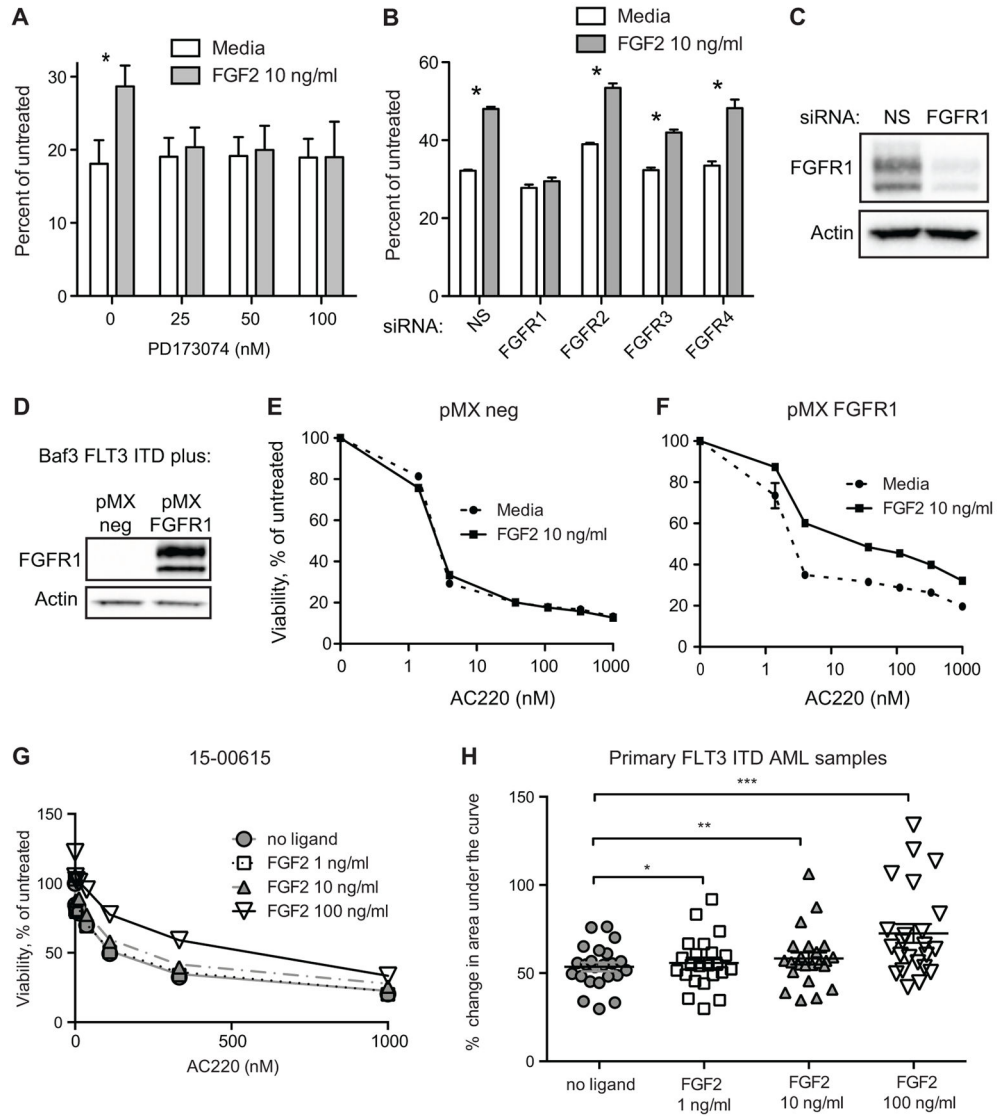 A
Media
FGF2 10 ng/ml
Percent of untreated
30
20
10
0
*
0 25 50 100
PD173074 (nM)
B
Media
FGF2 10 ng/ml
Percent of untreated
60
40
20
0
* * * *
siRNA: NS FGFR1 FGFR2 FGFR3 FGFR4
C
siRNA: NS FGFR1
FGFR1
Actin
D
Baf3 FLT3 ITD plus:
pMX neg
pMX FGFR1
FGFR1
Actin
E
pMX neg
Viability, % of untreated
100
80
60
40
20
0
Media
FGF2 10 ng/ml
0 1 10 100 1000
AC220 (nM)
F
pMX FGFR1
100
80
60
40
20
0
Media
FGF2 10 ng/ml
0 1 10 100 1000
AC220 (nM)
G
15-00615
Viability, % of untreated
150
100
50
0
no ligand
FGF2 1 ng/ml
FGF2 10 ng/ml
FGF2 100 ng/ml
0 500 1000
AC220 (nM)
H
Primary FLT3 ITD AML samples
% change in area under the curve
150
100
50
0
***
**
*
no ligand
FGF2 1 ng/ml
FGF2 10 ng/ml
FGF2 100 ng/ml